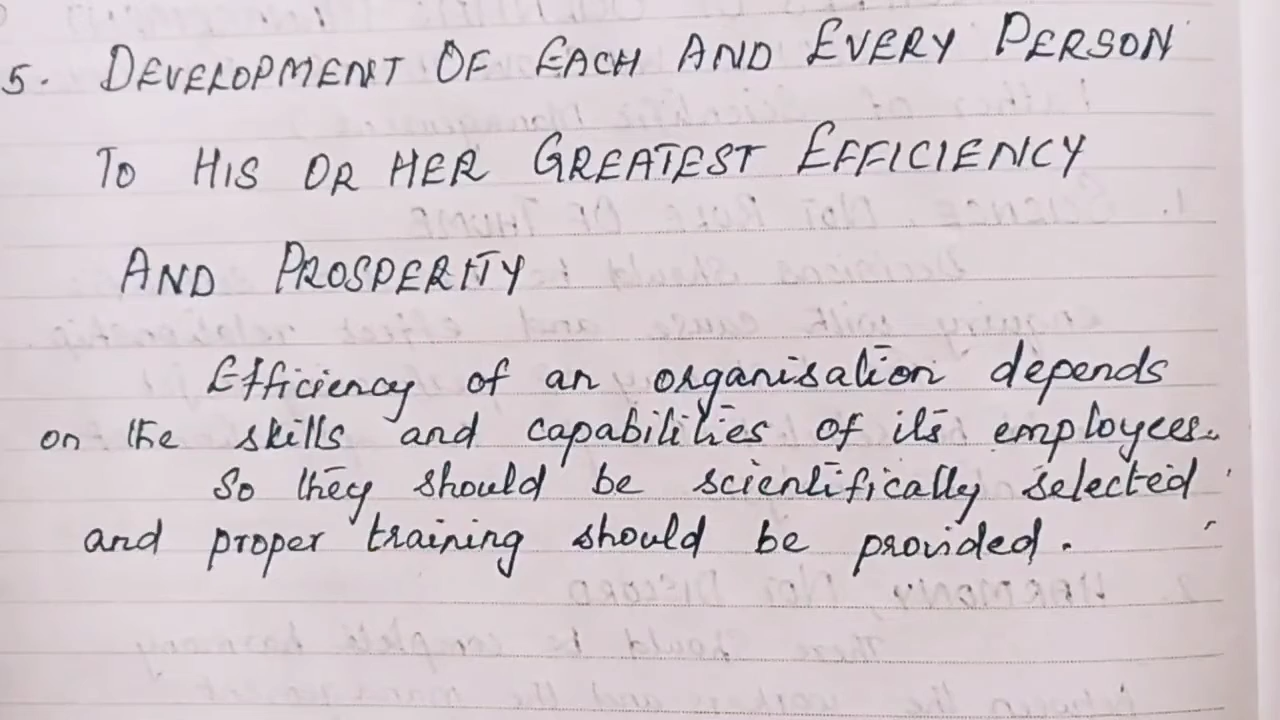 5. DEVELOPMENT OF EACH AND EVERY PERSON
TO HIS OR HER GREATEST EFFICIENCY
AND PROSPERITY
Efficiency of an organisation depends
on the skills and capabilities of its employees.
So they should be scientifically selected
and proper training should be provided.